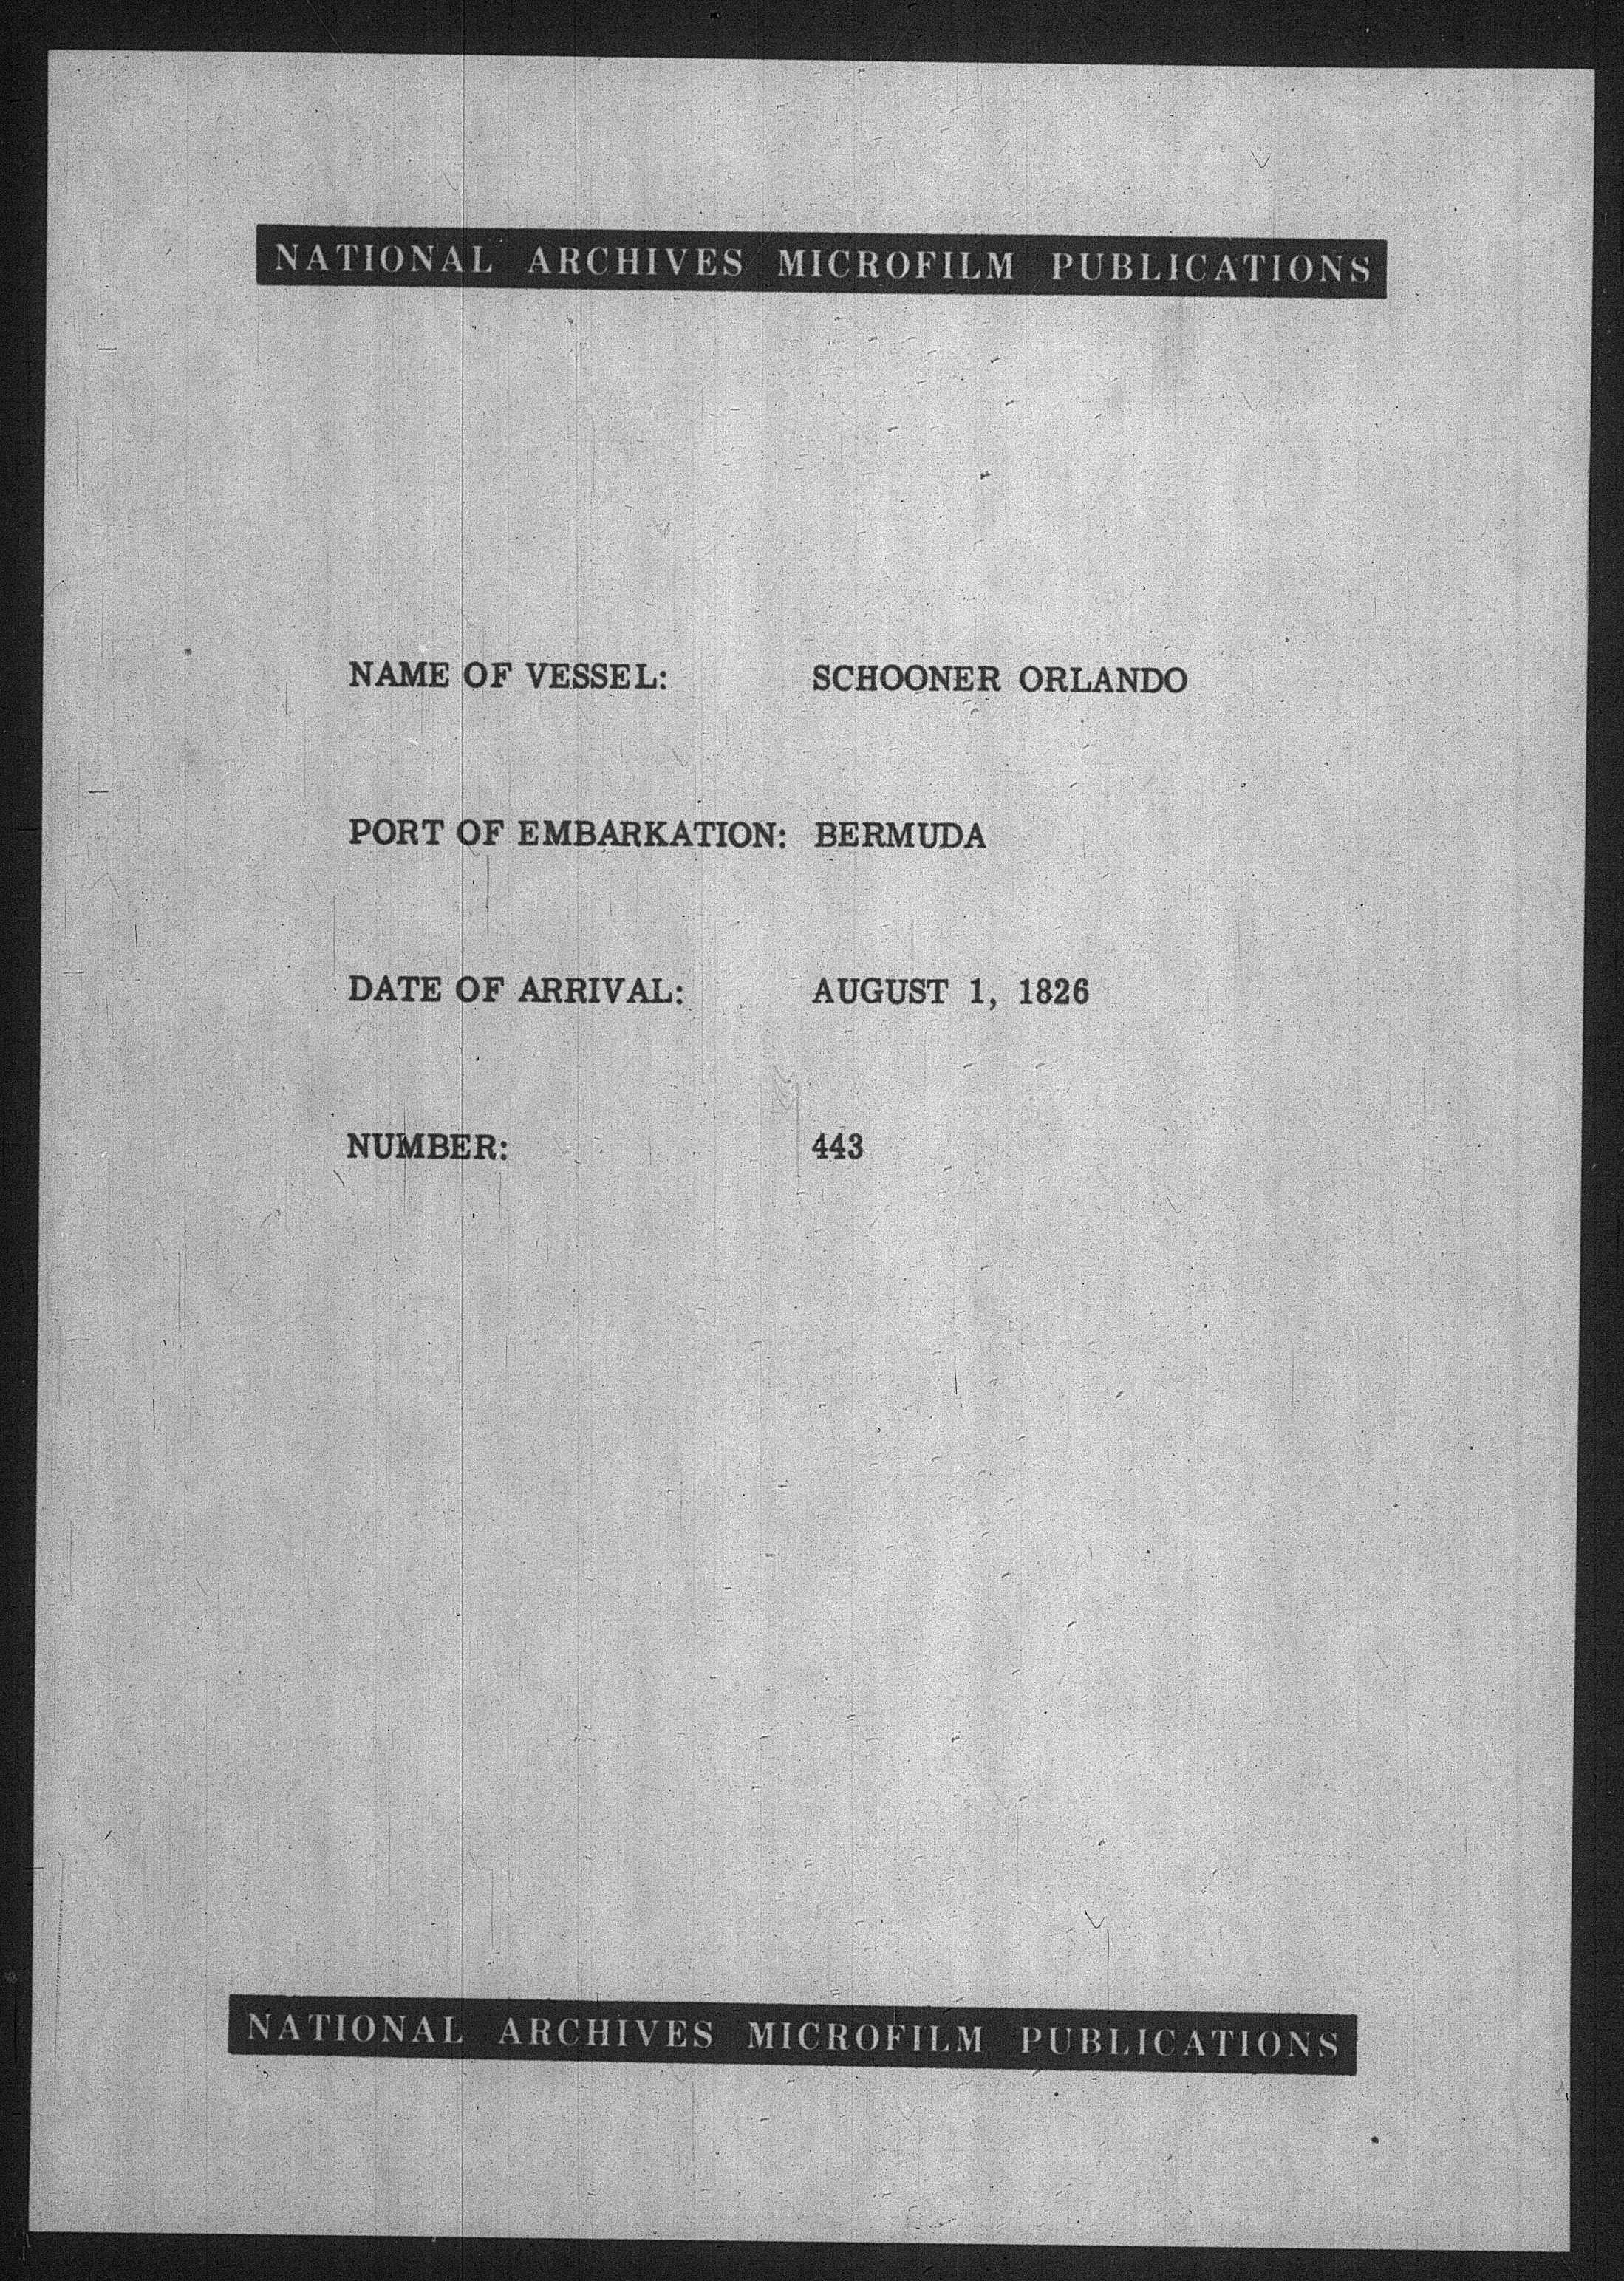 NATIONAL ARCHIVES MICROFILM PUBLICATIONS
NAME OF VESSEL: SCHOONER ORLANDO
PORT OF EMBARKATION: BERMUDA
DATE OF ARRIVAL: AUGUST 1, 1826
NUMBER: 443
NATIONAL ARCHIVES MICROFILM PUBLICATIONS